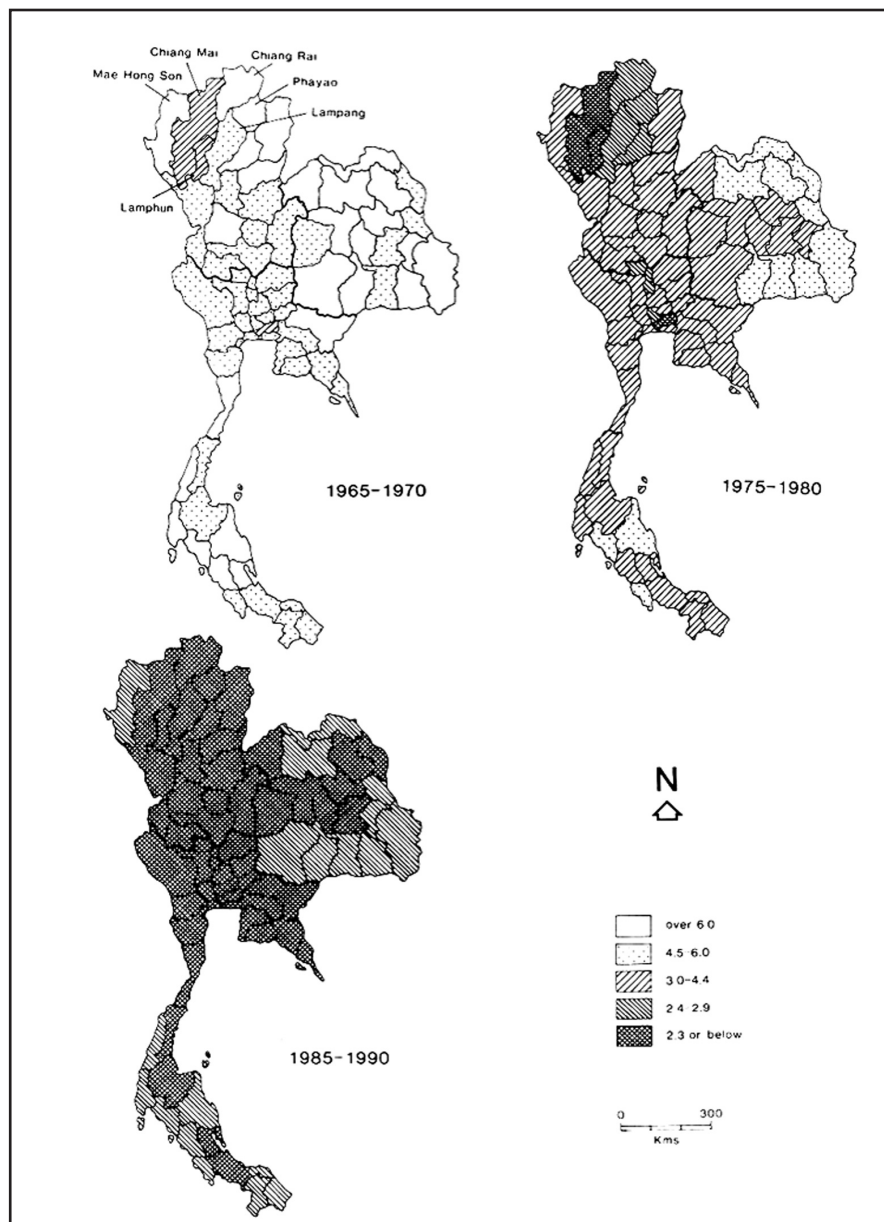 Chiang Mai
Chiang Rai
Mae Hong Son
Phayao
Lampang
Lamphun
1965-1970
1975-1980
1985-1990
N
over 6 0
4.5-6.0
3.0-4.4
2 4-2.9
2.3 or below
0 300
Kms